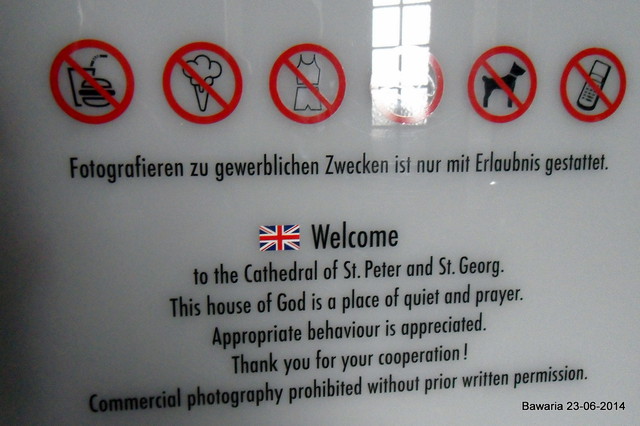 Fotografieren zu gewerblichen Zwecken ist nur mit Erlaubnis gestattet.
Welcome
to the Cathedral of St. Peter and St. Georg.
This house of God is a place of quiet and prayer.
Appropriate behaviour is appreciated.
Thank you for your cooperation!
Commercial photography prohibited without prior written permission.
Bawaria 23-06-2014